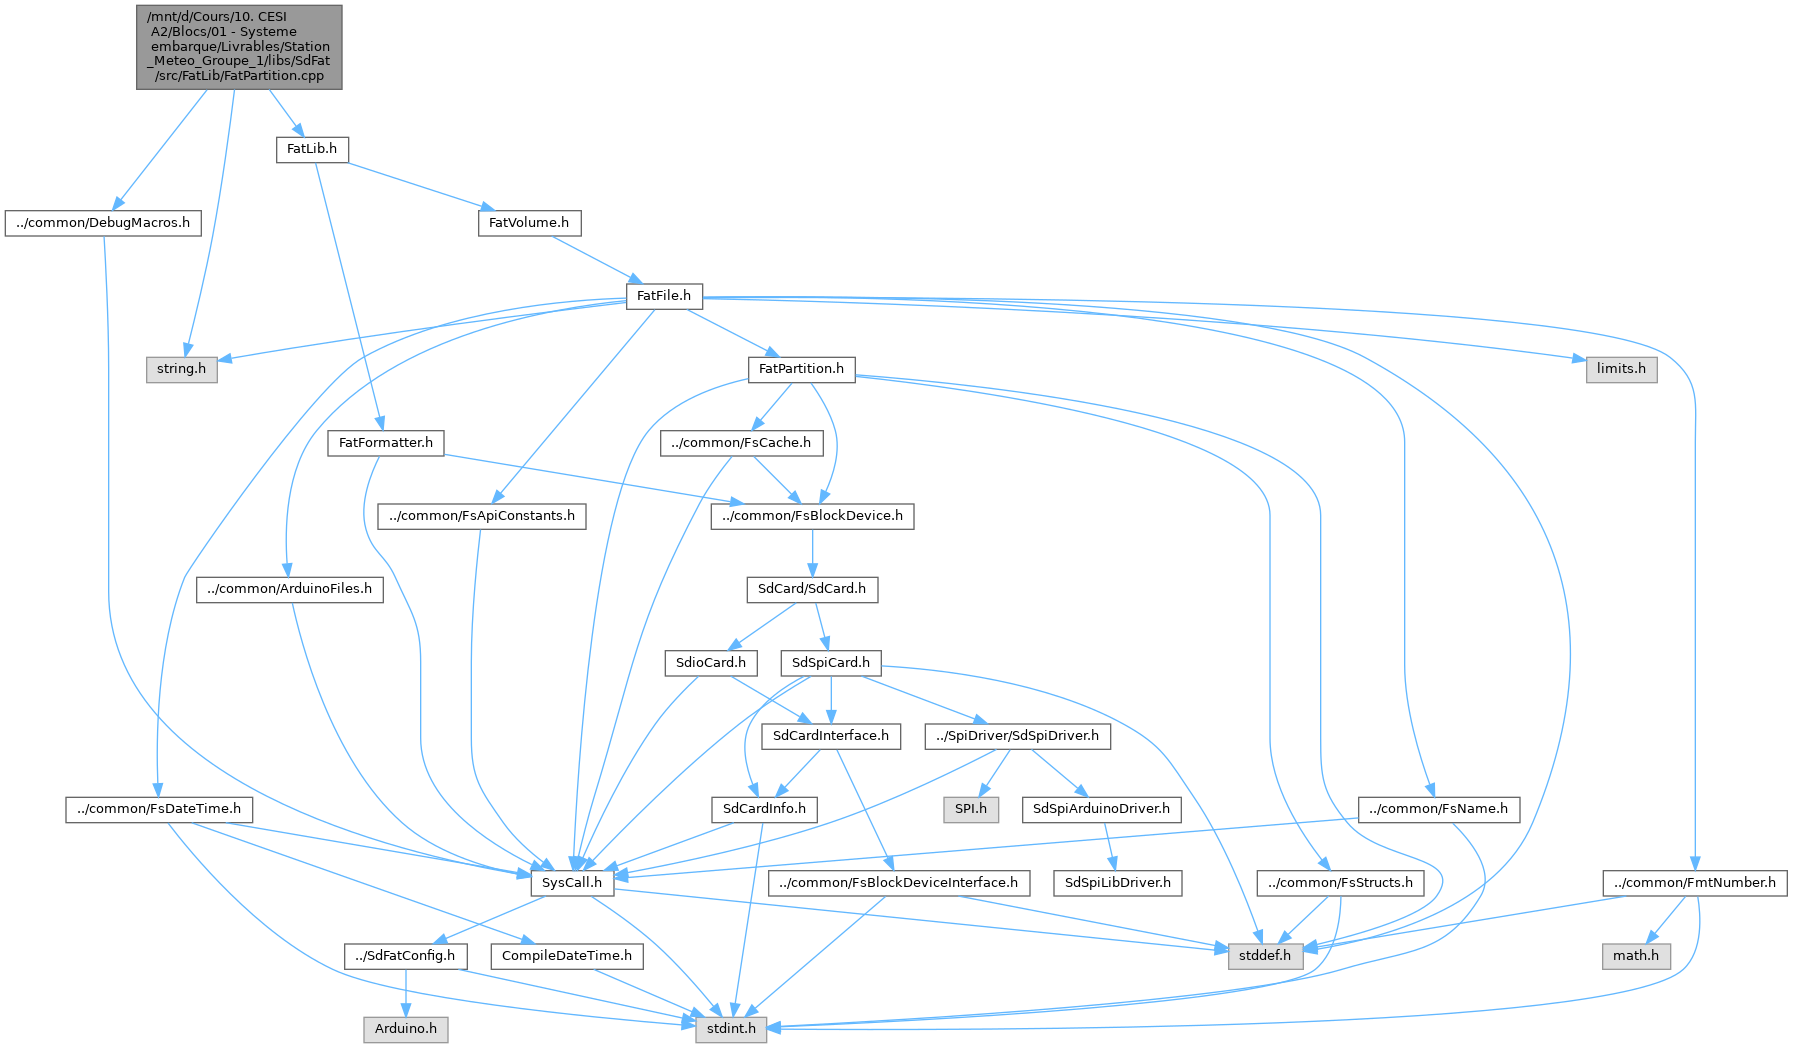 /mnt/d/Cours/10. CESI
A2/Blocs/01 - Systeme
embarque/Livrables/Station
_Meteo_Groupe_1/libs/SdFat
/src/FatLib/FatPartition.cpp
FatLib.h
../common/DebugMacros.h
FatVolume.h
FatFile.h
string.h
FatPartition.h
limits.h
FatFormatter.h
../common/FsCache.h
../common/FsApiConstants.h
../common/FsBlockDevice.h
../common/ArduinoFiles.h
SdCard/SdCard.h
SdioCard.h
SdSpiCard.h
SdCardInterface.h
../SpiDriver/SdSpiDriver.h
../common/FsDateTime.h
SdCardInfo.h
SPI.h
SdSpiArduinoDriver.h
../common/FsName.h
SysCall.h
../common/FsBlockDeviceInterface.h
SdSpiLibDriver.h
../common/FsStructs.h
../common/FmtNumber.h
../SdFatConfig.h
CompileDateTime.h
stddef.h
math.h
Arduino.h
stdint.h